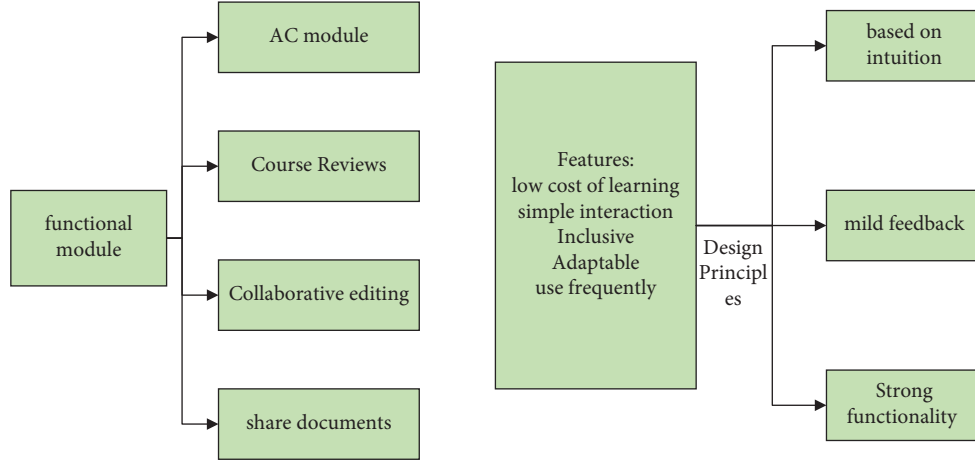 functional
module
AC module
Course Reviews
Collaborative editing
share documents
Features:
low cost of learning
simple interaction
Inclusive
Adaptable
use frequently
Design
Principl
es
based on
intuition
mild feedback
Strong
functionality